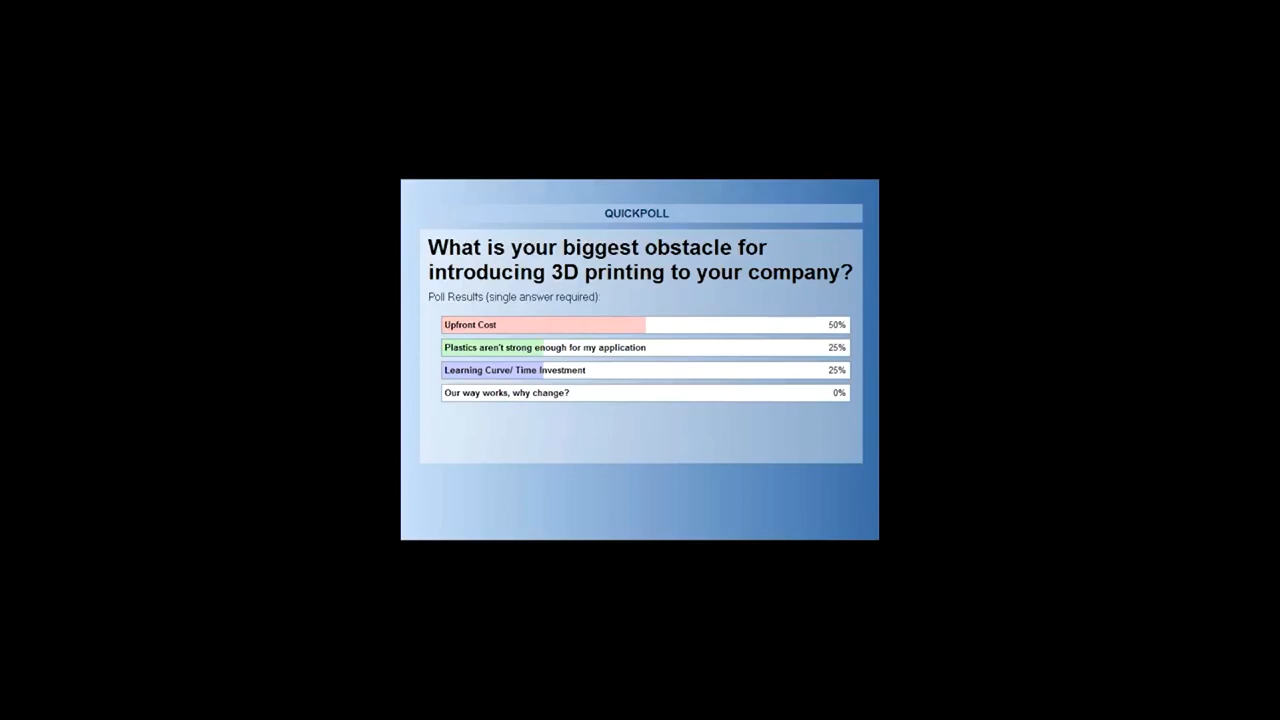 QUICKPOLL
What is your biggest obstacle for
introducing 3D printing to your company?
Poll Results (single answer required):
Upfront Cost 50%
Plastics aren't strong enough for my application 25%
Learning Curve/ Time Investment 25%
Our way works, why change? 0%